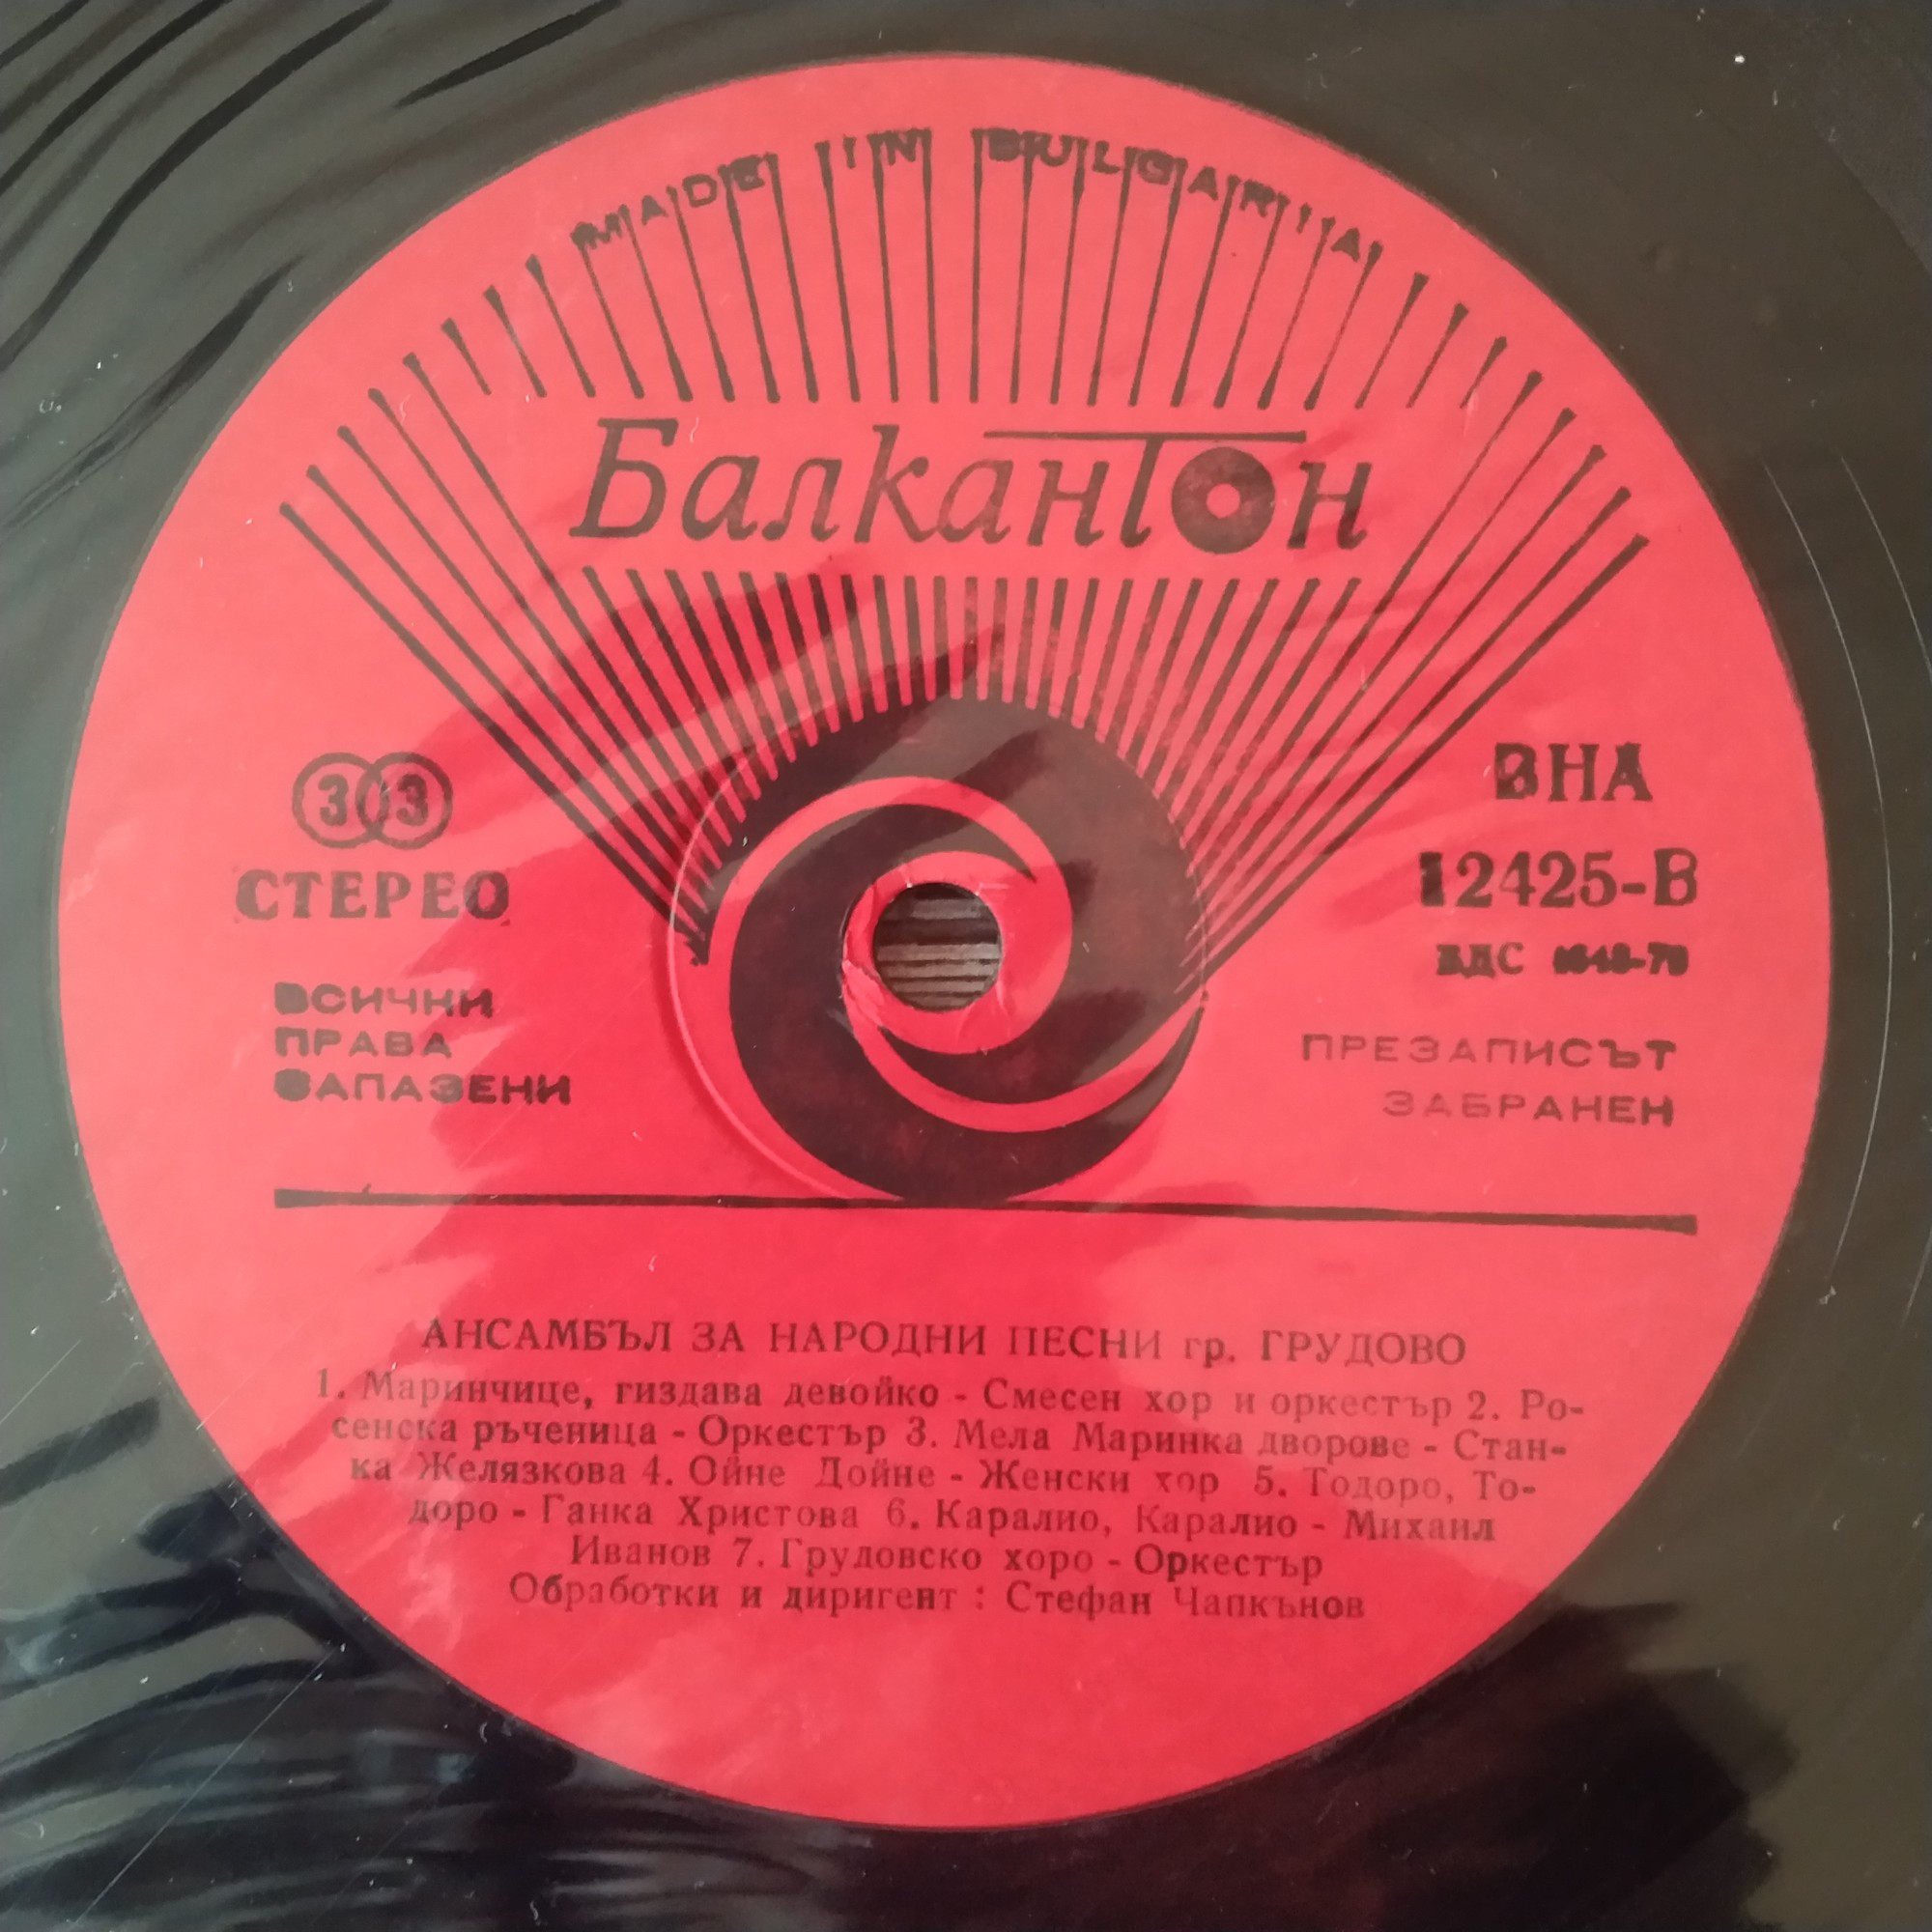 MADE IN BULGARIA
Балкантон
33
СТЕРЕО
ВСИЧНИ
ПРАВА
ЗАПАЗЕНИ
ВНА
12425-В
БДС
ПРЕЗАПИСЪТ
ЗАБРАНЕН
АНСАМБЪЛ ЗА НАРОДНИ ПЕСНИ гр. ГРУДОВО
1. Маринчице, гиздава девойко - Смесен хор и оркестър 2. Ро-
сенска ръченица - Оркестър 3. Мела Маринка дворове - Стан-
ка Желязкова 4. Ойне Дойне - Женски хор 5. Тодоро, То-
доро - Ганка Христова 6. Каралио, Каралио - Михаил
Иванов 7. Грудовско хоро - Оркестър
Обработки и диригент : Стефан Чапкънов